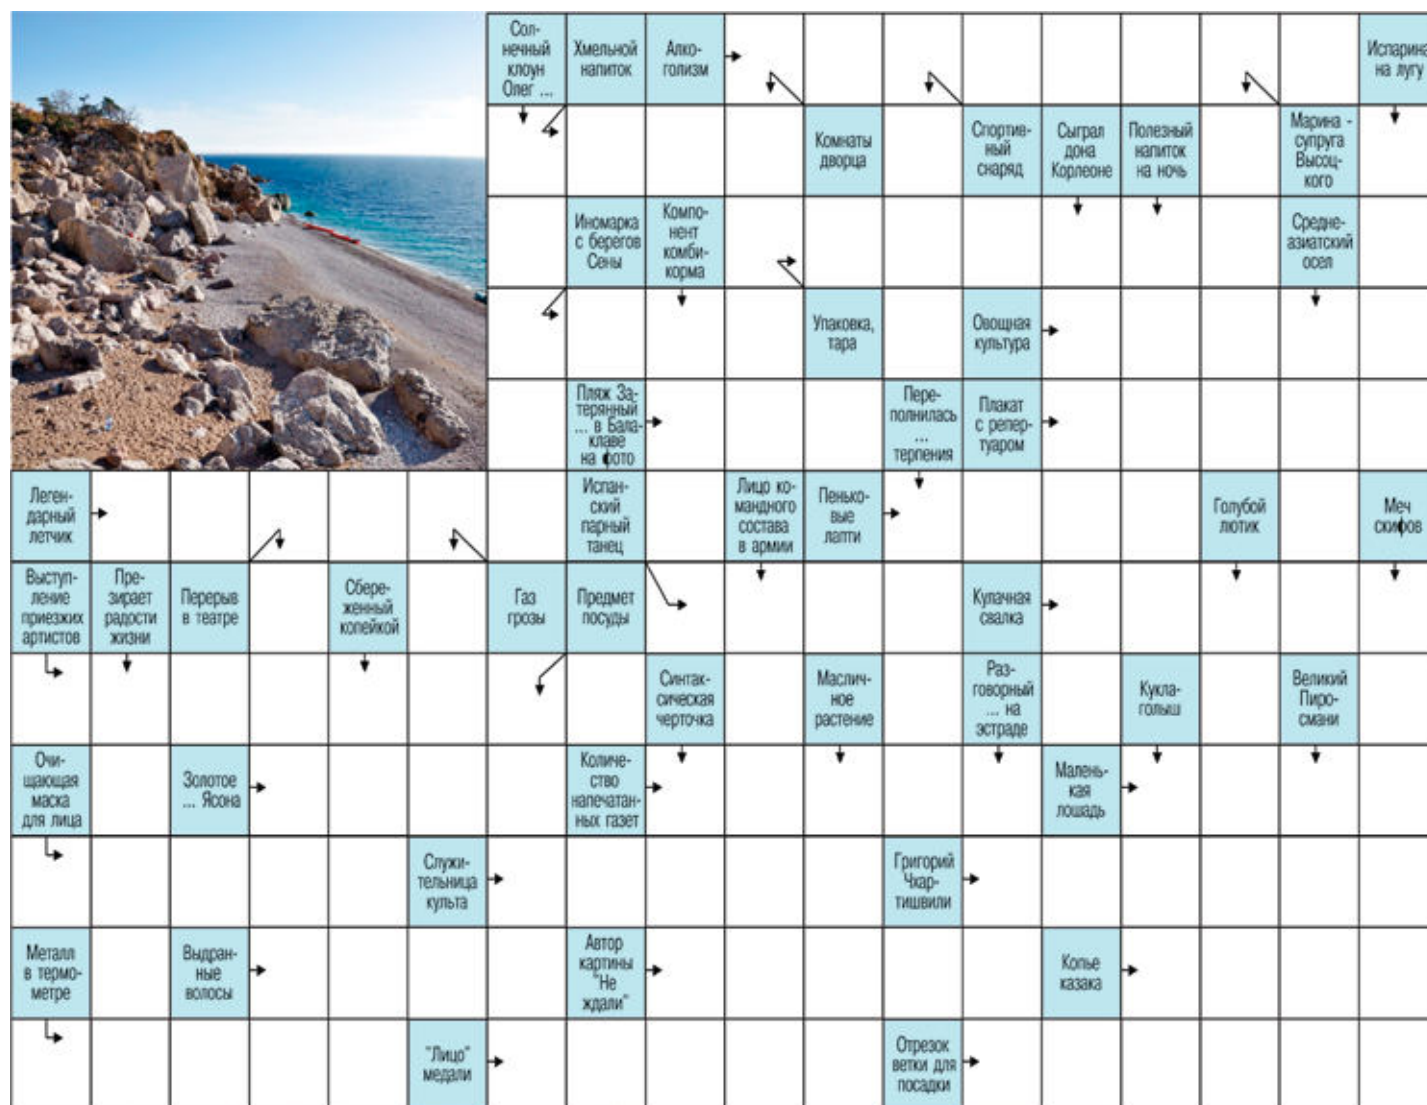 Сол-
нечный
клоун
Олег ...
Хмельной
напиток
Алко-
голизм
Испарина
на лугу
Комнаты
дворца
Спортив-
ный
снаряд
Сыграл
дона
Корлеоне
Полезный
напиток
на ночь
Марина -
супруга
Высоц-
кого
Иномарка
с берегов
Сены
Компо-
нент
комби-
корма
Средне-
азиатский
осел
Упаковка,
тара
Овощная
культура
Пляж За-
терянный
... в Бала-
клаве
на фото
Пере-
полнилась
...
терпения
Плакат
с репер-
туаром
Леген-
дарный
летчик
Испан-
ский
парный
танец
Лицо ко-
мандного
состава
в армии
Пенько-
вые
лапти
Голубой
лютик
Меч
скифов
Выступ-
ление
приезжих
артистов
Пре-
зирает
радости
жизни
Перерыв
в театре
Сбере-
женный
копейкой
Газ
грозы
Предмет
посуды
Кулачная
свалка
Синтак-
сическая
черточка
Маслич-
ное
растение
Раз-
говорный
... на
эстраде
Кукла-
голыш
Великий
Пиро-
смани
Очи-
щающая
маска
для лица
Золотое
... Ясона
Количе-
ство
напечатан-
ных газет
Малень-
кая
лошадь
Служи-
тельница
культа
Григорий
Чхар-
тишвили
Металл
в термо-
метре
Выдран-
ные
волосы
Автор
картины
"Не
ждали"
Копье
казака
"Лицо"
медали
Отрезок
ветки для
посадки